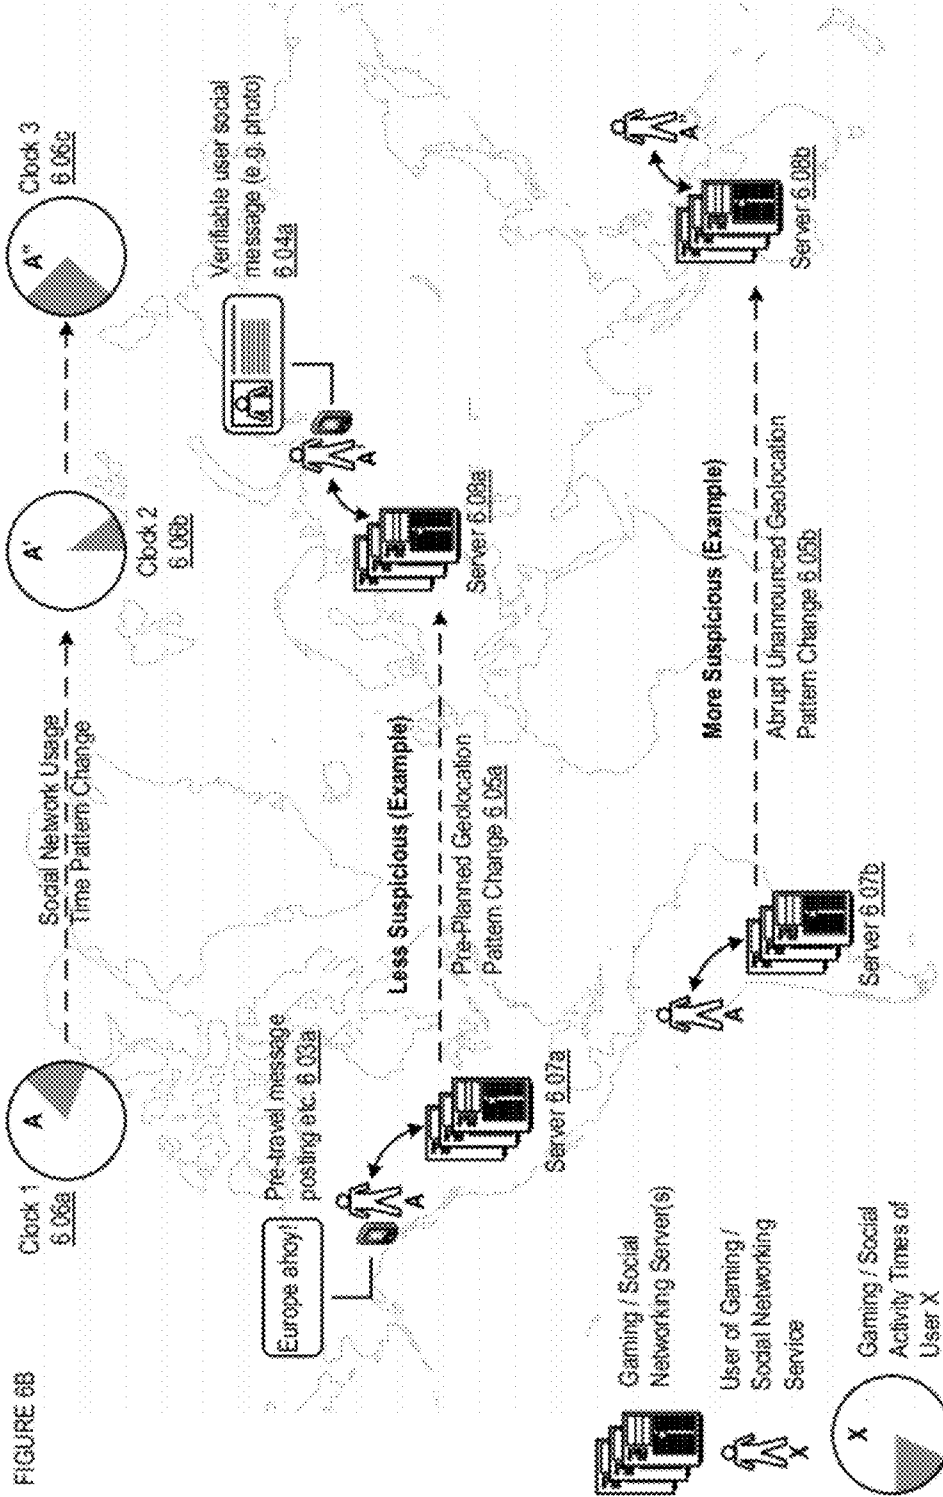 FIGURE 6B
Clock 1
6.06a
A
Social Network Usage
Time Pattern Change
A'
Clock 2
6.06b
A''
Clock 3
6.06c
Europe ahoy!
Pre-travel message
posting etc. 6.03a
A
Server 6.07a
Less Suspicious (Example)
Pre-Planned Geolocation
Pattern Change 6.05a
Verifiable user social
message (e.g. photo)
6.04a
A
Server 6.08a
A
Server 6.07b
More Suspicious (Example)
Abrupt Unannounced Geolocation
Pattern Change 6.05b
A
Server 6.08b
Gaming / Social
Networking Server(s)
X
User of Gaming /
Social Networking
Service
X
Gaming / Social
Activity Times of
User X